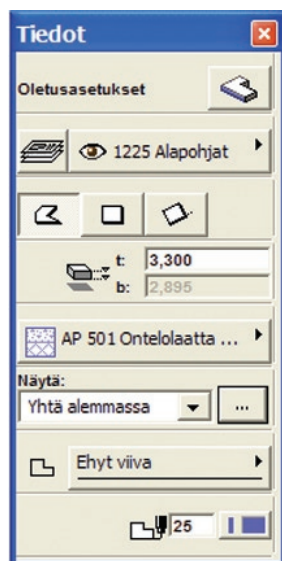 Tiedot
Oletusasetukset
1225 Alapohjat
t: 3,300
b: 2,895
AP 501 Ontelolaatta ...
Näytä:
Yhtä alemmassa
...
Ehyt viiva
25